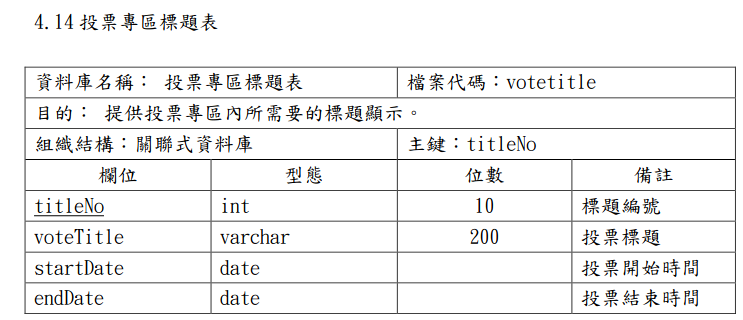 4.14 投票專區標題表
資料庫名稱： 投票專區標題表 檔案代碼：votetitle
目的： 提供投票專區內所需要的標題顯示。
組織結構：關聯式資料庫 主鍵：titleNo
欄位 型態 位數 備註
titleNo int 10 標題編號
voteTitle varchar 200 投票標題
startDate date 投票開始時間
endDate date 投票結束時間